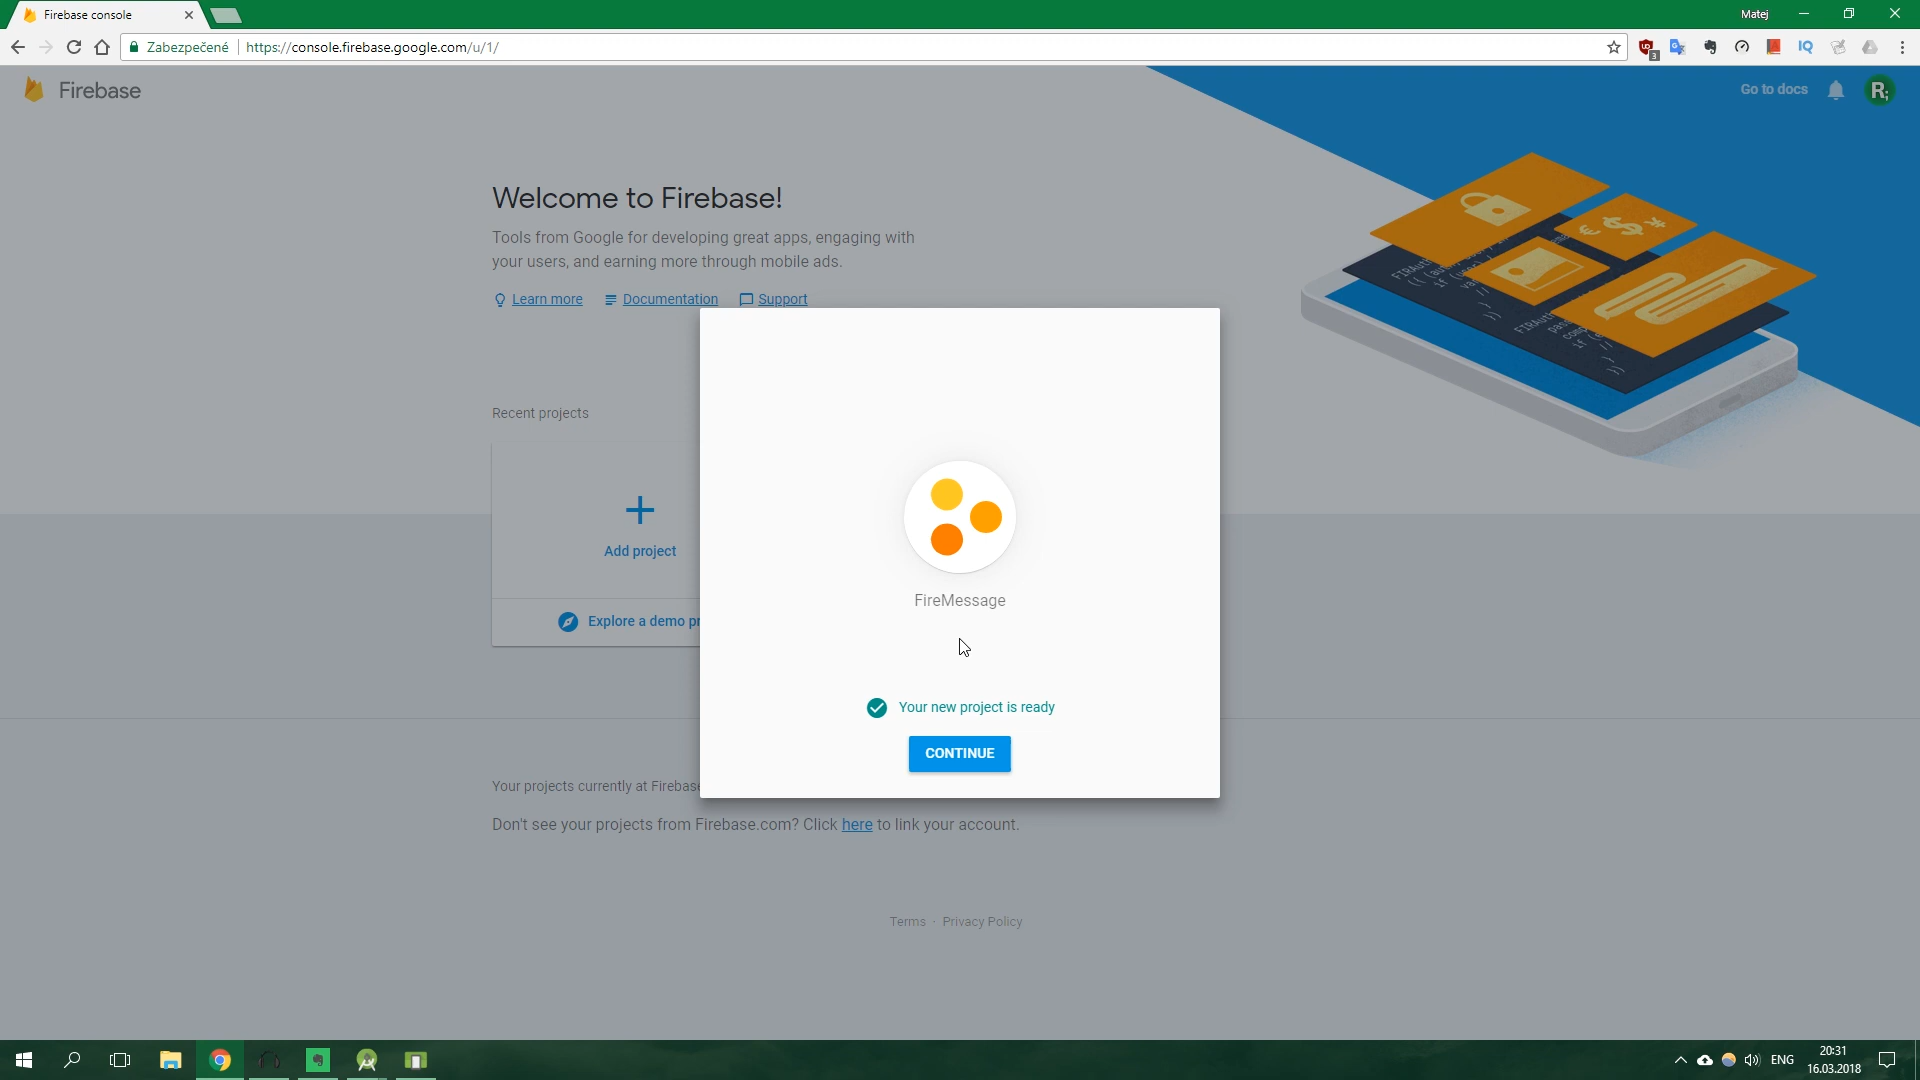 Firebase console
Matej
Zabezpečené
https://console.firebase.google.com/u/1/
3
Firebase
Go to docs
R;
Welcome to Firebase!
Tools from Google for developing great apps, engaging with
your users, and earning more through mobile ads.
Learn more
Documentation
Support
Recent projects
Add project
Explore a demo pr
FireMessage
Your new project is ready
CONTINUE
Your projects currently at Firebase
Don't see your projects from Firebase.com? Click here to link your account.
Terms · Privacy Policy
ENG
20:31
16.03.2018